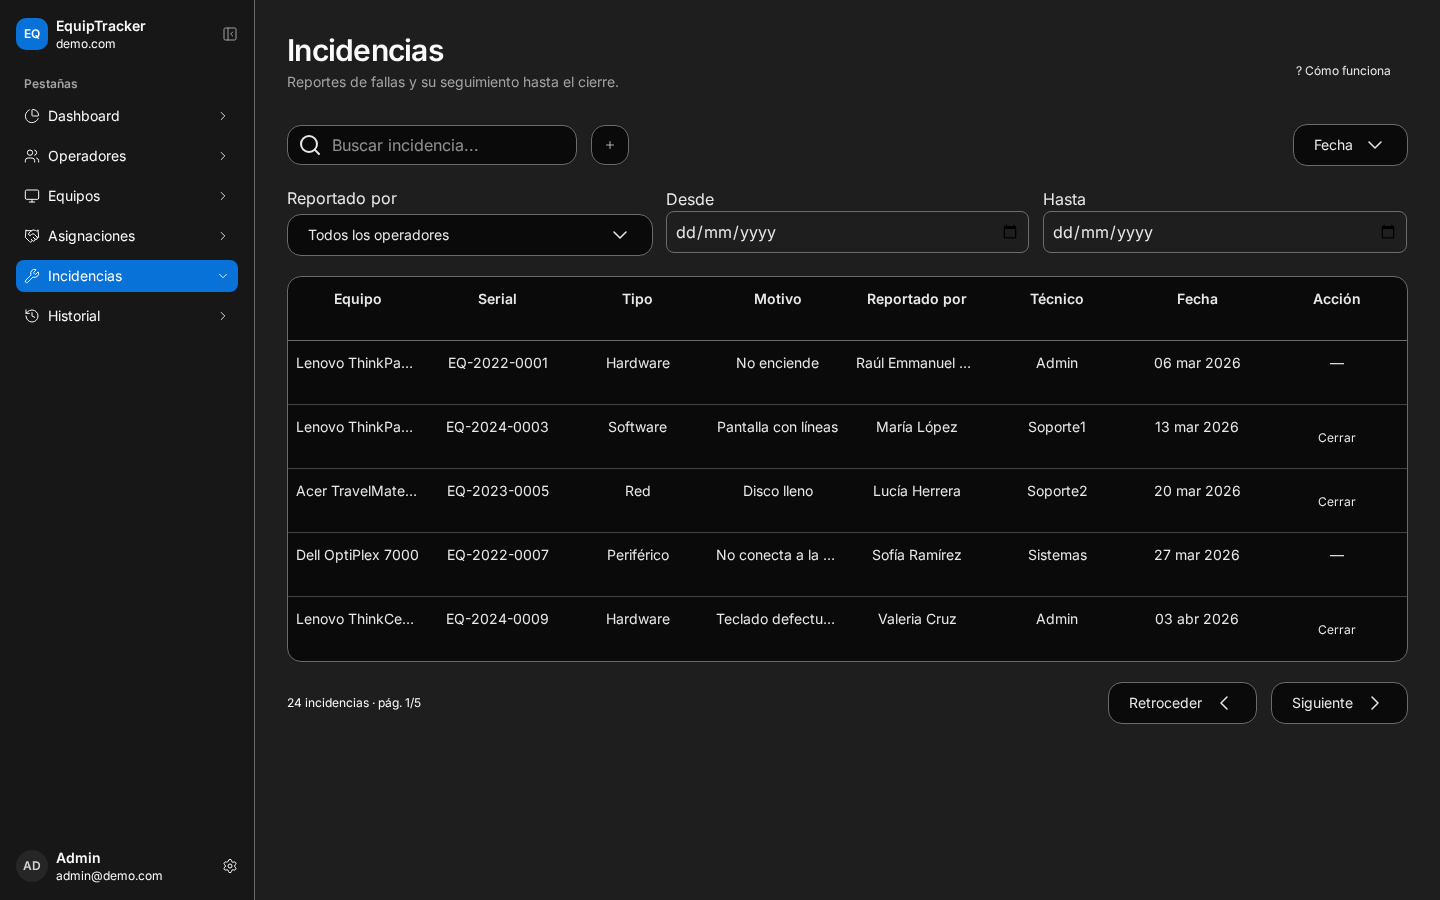 EQ
EquipTracker
demo.com
Pestañas
Dashboard
Operadores
Equipos
Asignaciones
Incidencias
Historial
AD
Admin
admin@demo.com
Incidencias
Reportes de fallas y su seguimiento hasta el cierre.
? Cómo funciona
Buscar incidencia...
+
Fecha
Reportado por
Todos los operadores
Desde
dd/mm/yyyy
Hasta
dd/mm/yyyy
Equipo Serial Tipo Motivo Reportado por Técnico Fecha Acción
Lenovo ThinkPa... EQ-2022-0001 Hardware No enciende Raúl Emmanuel ... Admin 06 mar 2026 —
Lenovo ThinkPa... EQ-2024-0003 Software Pantalla con líneas María López Soporte1 13 mar 2026 Cerrar
Acer TravelMate... EQ-2023-0005 Red Disco lleno Lucía Herrera Soporte2 20 mar 2026 Cerrar
Dell OptiPlex 7000 EQ-2022-0007 Periférico No conecta a la ... Sofía Ramírez Sistemas 27 mar 2026 —
Lenovo ThinkCe... EQ-2024-0009 Hardware Teclado defectu... Valeria Cruz Admin 03 abr 2026 Cerrar
24 incidencias · pág. 1/5
Retroceder
Siguiente